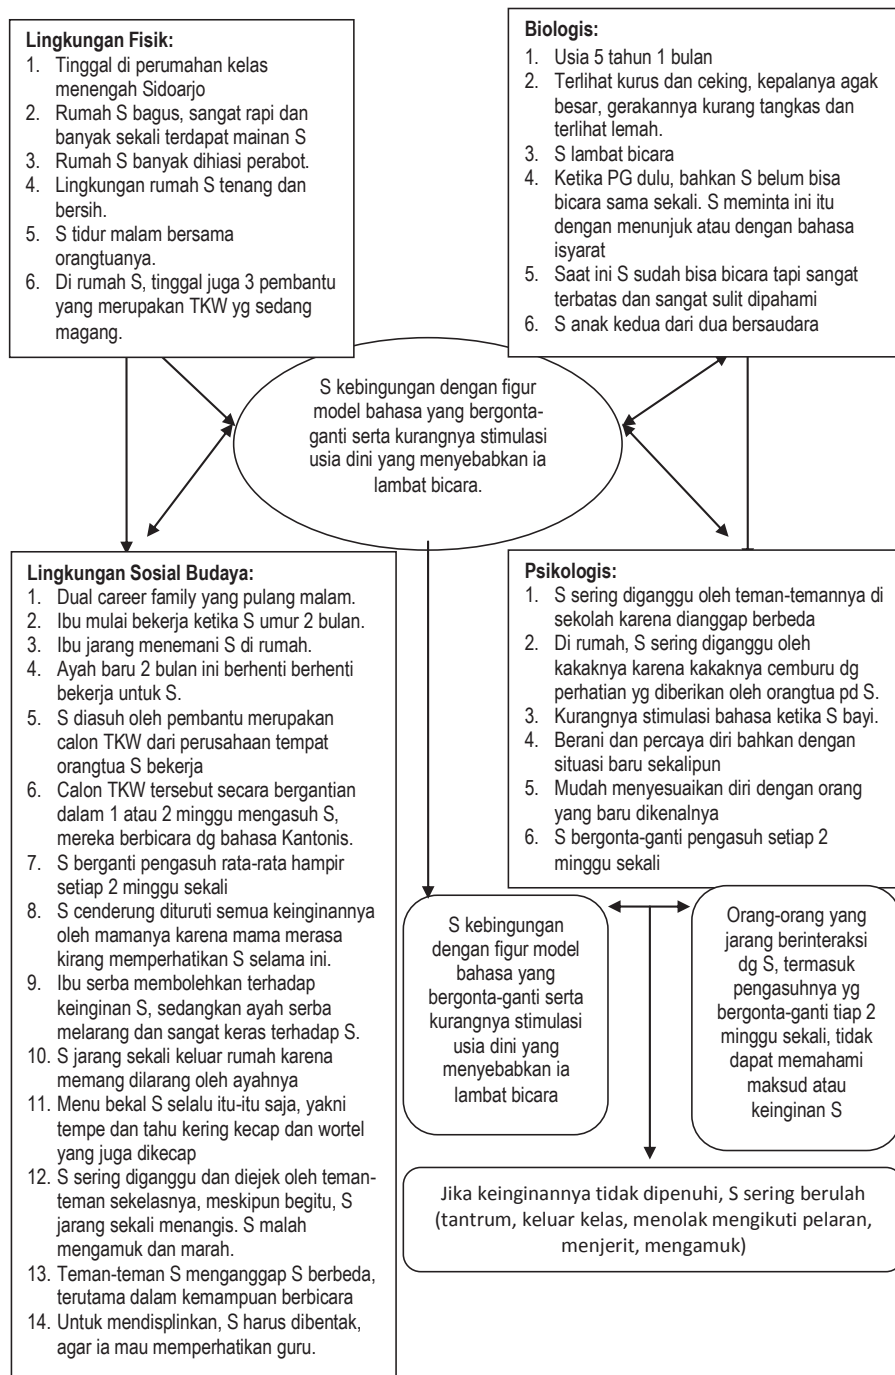 Lingkungan Fisik:
1. Tinggal di perumahan kelas
menengah Sidoarjo
2. Rumah S bagus, sangat rapi dan
banyak sekali terdapat mainan S
3. Rumah S banyak dihiasi perabot.
4. Lingkungan rumah S tenang dan
bersih.
5. S tidur malam bersama
orangtuanya.
6. Di rumah S, tinggal juga 3 pembantu
yang merupakan TKW yg sedang
magang.
Biologis:
1. Usia 5 tahun 1 bulan
2. Terlihat kurus dan ceking, kepalanya agak
besar, gerakannya kurang tangkas dan
terlihat lemah.
3. S lambat bicara
4. Ketika PG dulu, bahkan S belum bisa
bicara sama sekali. S meminta ini itu
dengan menunjuk atau dengan bahasa
isyarat
5. Saat ini S sudah bisa bicara tapi sangat
terbatas dan sangat sulit dipahami
6. S anak kedua dari dua bersaudara
S kebingungan dengan figur
model bahasa yang bergonta-
ganti serta kurangnya stimulasi
usia dini yang menyebabkan ia
lambat bicara.
Lingkungan Sosial Budaya:
1. Dual career family yang pulang malam.
2. Ibu mulai bekerja ketika S umur 2 bulan.
3. Ibu jarang menemani S di rumah.
4. Ayah baru 2 bulan ini berhenti berhenti
bekerja untuk S.
5. S diasuh oleh pembantu merupakan
calon TKW dari perusahaan tempat
orangtua S bekerja
6. Calon TKW tersebut secara bergantian
dalam 1 atau 2 minggu mengasuh S,
mereka berbicara dg bahasa Kantonis.
7. S berganti pengasuh rata-rata hampir
setiap 2 minggu sekali
8. S cenderung dituruti semua keinginannya
oleh mamanya karena mama merasa
kirang memperhatikan S selama ini.
9. Ibu serba membolehkan terhadap
keinginan S, sedangkan ayah serba
melarang dan sangat keras terhadap S.
10. S jarang sekali keluar rumah karena
memang dilarang oleh ayahnya
11. Menu bekal S selalu itu-itu saja, yakni
tempe dan tahu kering kecap dan wortel
yang juga dikecap
12. S sering diganggu dan diejek oleh teman-
teman sekelasnya, meskipun begitu, S
jarang sekali menangis. S malah
mengamuk dan marah.
13. Teman-teman S menganggap S berbeda,
terutama dalam kemampuan berbicara
14. Untuk mendisplinkan, S harus dibentak,
agar ia mau memperhatikan guru.
Psikologis:
1. S sering diganggu oleh teman-temannya di
sekolah karena dianggap berbeda
2. Di rumah, S sering diganggu oleh
kakaknya karena kakaknya cemburu dg
perhatian yg diberikan oleh orangtua pd S.
3. Kurangnya stimulasi bahasa ketika S bayi.
4. Berani dan percaya diri bahkan dengan
situasi baru sekalipun
5. Mudah menyesuaikan diri dengan orang
yang baru dikenalnya
6. S bergonta-ganti pengasuh setiap 2
minggu sekali
S kebingungan
dengan figur model
bahasa yang
bergonta-ganti serta
kurangnya stimulasi
usia dini yang
menyebabkan ia
lambat bicara
Orang-orang yang
jarang berinteraksi
dg S, termasuk
pengasuhnya yg
bergonta-ganti tiap 2
minggu sekali, tidak
dapat memahami
maksud atau
keinginan S
Jika keinginannya tidak dipenuhi, S sering berulah
(tantrum, keluar kelas, menolak mengikuti pelaran,
menjerit, mengamuk)